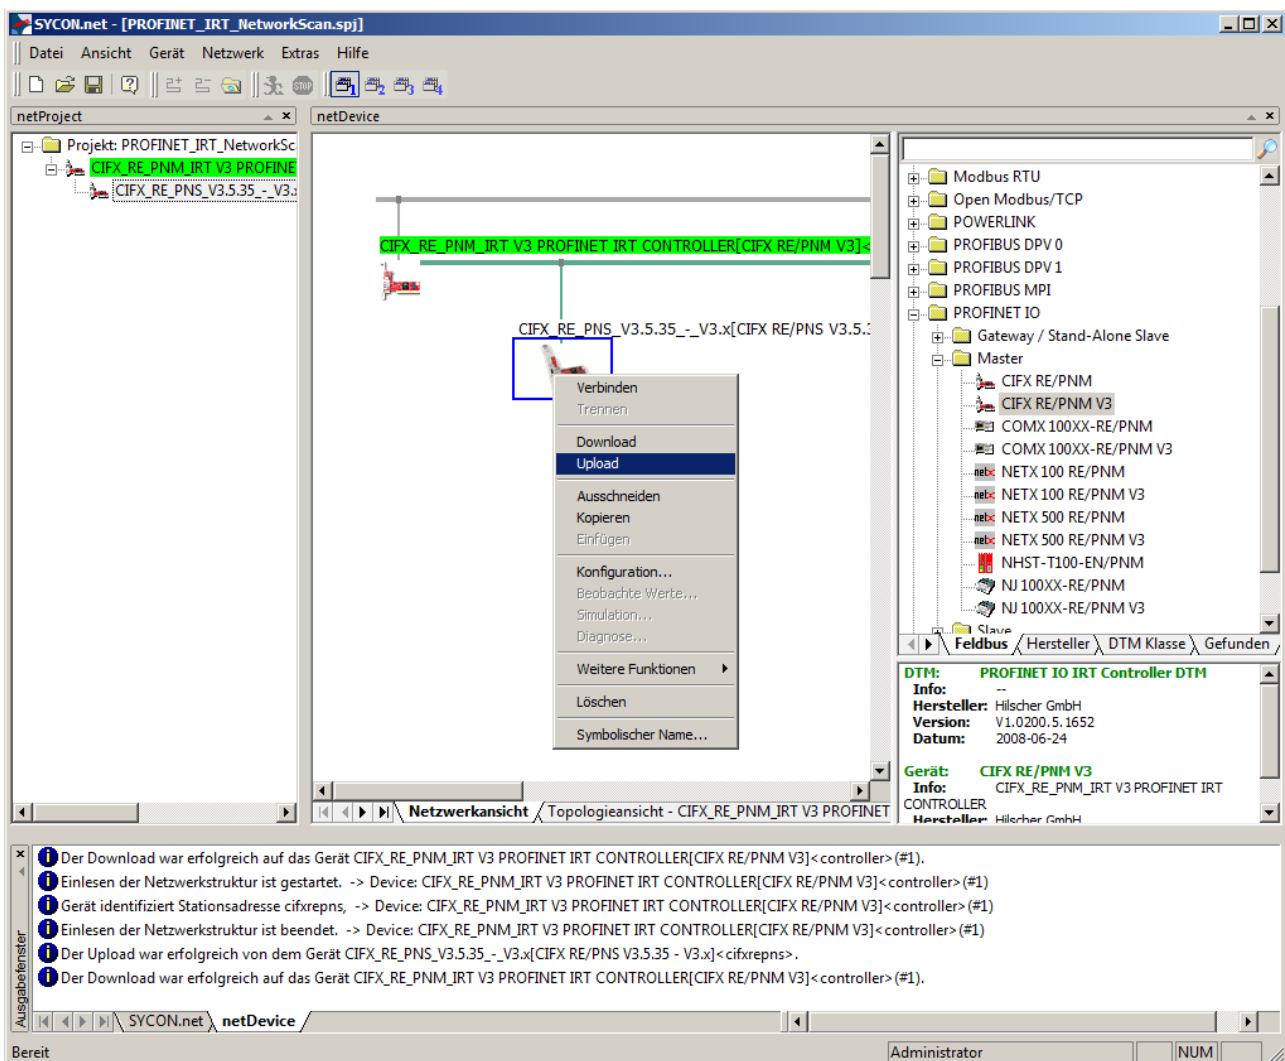 SYCON.net - [PROFINET_IRT_NetworkScan.spj]
Datei Ansicht Gerät Netzwerk Extras Hilfe
STOP 1 2 3 4
netProject
Projekt: PROFINET_IRT_NetworkSc
CIFX_RE_PNM_IRT V3 PROFINE
CIFX_RE_PNS_V3.5.35_-_V3.
netDevice
CIFX_RE_PNM_IRT V3 PROFINET IRT CONTROLLER[CIFX RE/PNM V3]<
CIFX_RE_PNS_V3.5.35_-_V3.x[CIFX RE/PNS V3.5.3
Verbinden
Trennen
Download
Upload
Ausschneiden
Kopieren
Einfügen
Konfiguration...
Beobachte Werte...
Simulation...
Diagnose...
Weitere Funktionen
Löschen
Symbolischer Name...
Netzwerkansicht Topologieansicht - CIFX_RE_PNM_IRT V3 PROFINET
Modbus RTU
Open Modbus/TCP
POWERLINK
PROFIBUS DPV0
PROFIBUS DPV1
PROFIBUS MPI
PROFINET IO
Gateway / Stand-Alone Slave
Master
CIFX RE/PNM
CIFX RE/PNM V3
COMX 100XX-RE/PNM
COMX 100XX-RE/PNM V3
netx NETX 100 RE/PNM
netx NETX 100 RE/PNM V3
netx NETX 500 RE/PNM
netx NETX 500 RE/PNM V3
NHST-T100-EN/PNM
NJ 100XX-RE/PNM
NJ 100XX-RE/PNM V3
Slave
Feldbus Hersteller DTM Klasse Gefunden
DTM: PROFINET IO IRT Controller DTM
Info: --
Hersteller: Hilscher GmbH
Version: V1.0200.5.1652
Datum: 2008-06-24
Gerät: CIFX RE/PNM V3
Info: CIFX_RE_PNM_IRT V3 PROFINET IRT
CONTROLLER
Hersteller: Hilscher GmbH
Ausgabefenster
Der Download war erfolgreich auf das Gerät CIFX_RE_PNM_IRT V3 PROFINET IRT CONTROLLER[CIFX RE/PNM V3]<controller>(#1).
Einlesen der Netzwerkstruktur ist gestartet. -> Device: CIFX_RE_PNM_IRT V3 PROFINET IRT CONTROLLER[CIFX RE/PNM V3]<controller>(#1)
Gerät identifiziert Stationsadresse cifxrepns, -> Device: CIFX_RE_PNM_IRT V3 PROFINET IRT CONTROLLER[CIFX RE/PNM V3]<controller>(#1)
Einlesen der Netzwerkstruktur ist beendet. -> Device: CIFX_RE_PNM_IRT V3 PROFINET IRT CONTROLLER[CIFX RE/PNM V3]<controller>(#1)
Der Upload war erfolgreich von dem Gerät CIFX_RE_PNS_V3.5.35_-_V3.x[CIFX RE/PNS V3.5.35 - V3.x]<cifxrepns>.
Der Download war erfolgreich auf das Gerät CIFX_RE_PNM_IRT V3 PROFINET IRT CONTROLLER[CIFX RE/PNM V3]<controller>(#1).
SYCON.net netDevice
Bereit Administrator NUM